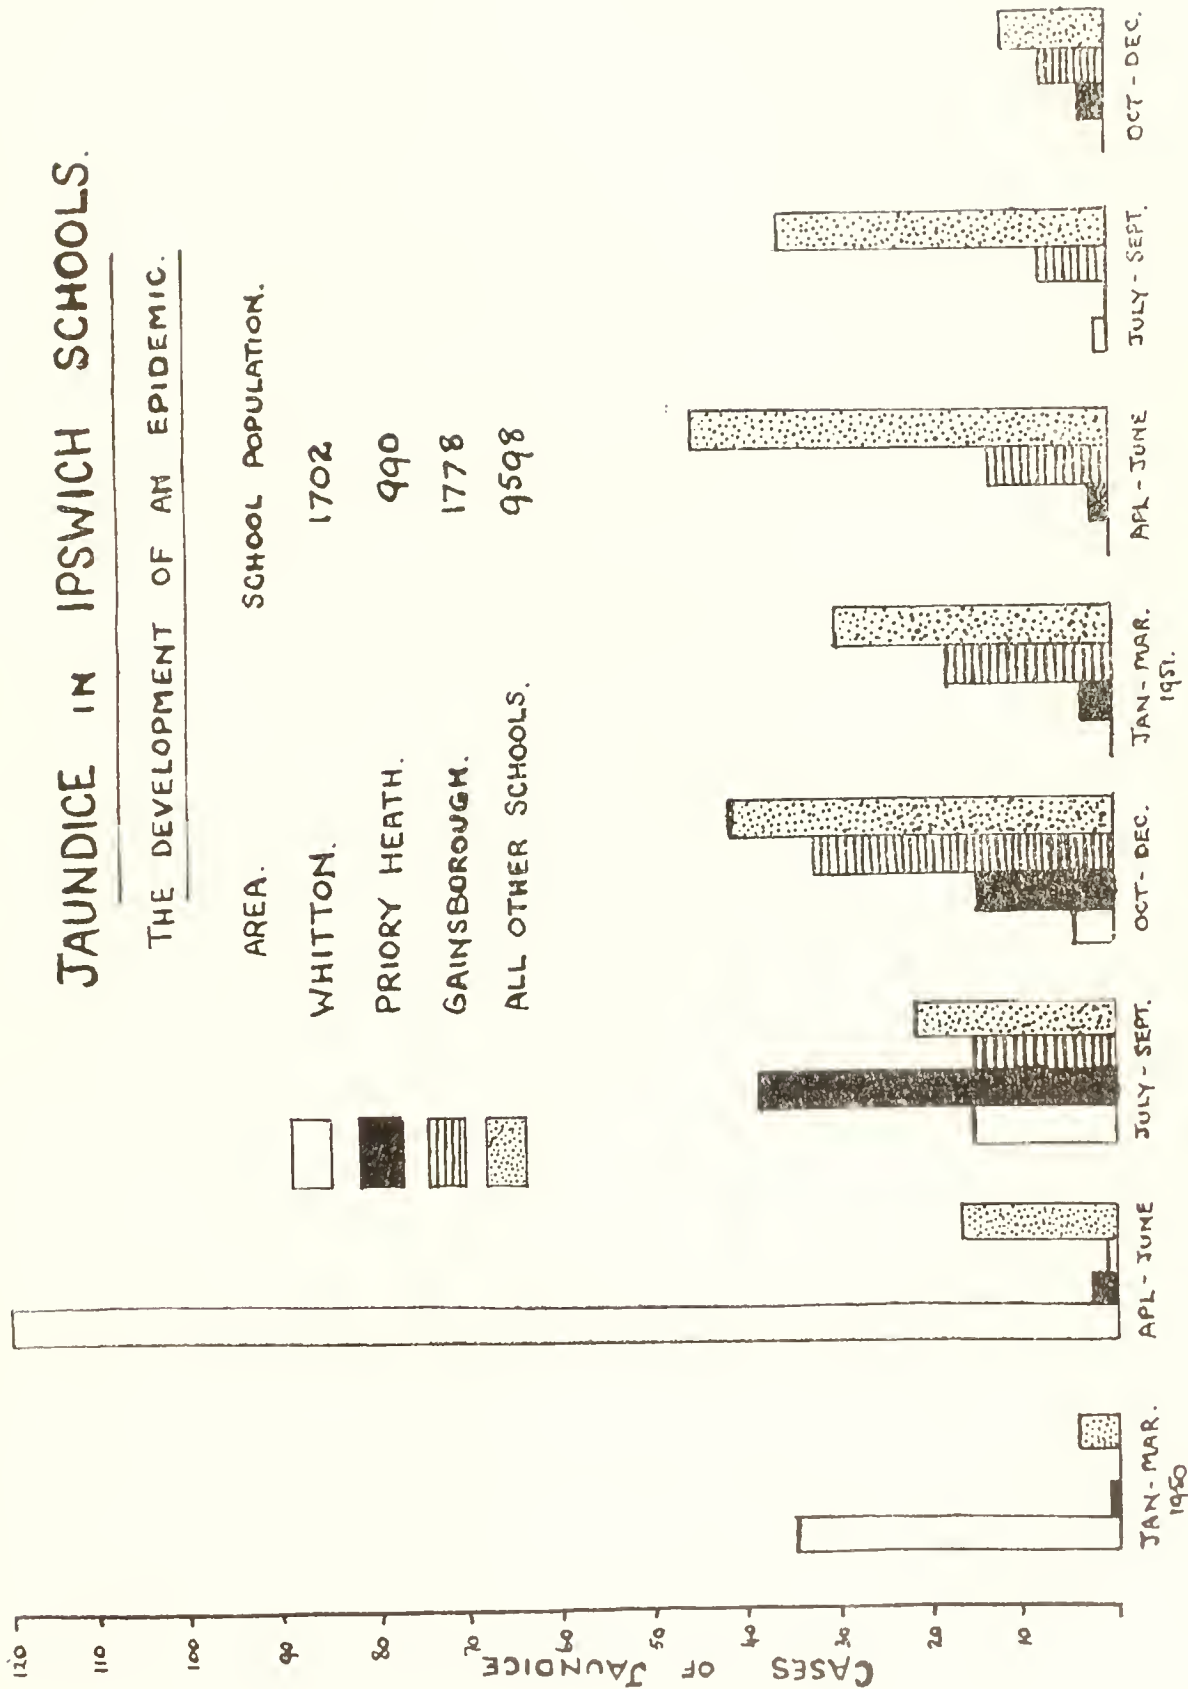 JAUNDICE IN IPSWICH SCHOOLS.
THE DEVELOPMENT OF AN EPIDEMIC.
AREA. SCHOOL POPULATION.
WHITTON. 1702
PRIORY HEATH. 990
GAINSBOROUGH. 1778
ALL OTHER SCHOOLS. 9598
CASES OF JAUNDICE
120
110
100
90
80
70
60
50
40
30
20
10
JAN-MAR. APL-JUNE JULY-SEPT. OCT-DEC. JAN-MAR. APL-JUNE JULY-SEPT. OCT-DEC.
1950 1951.